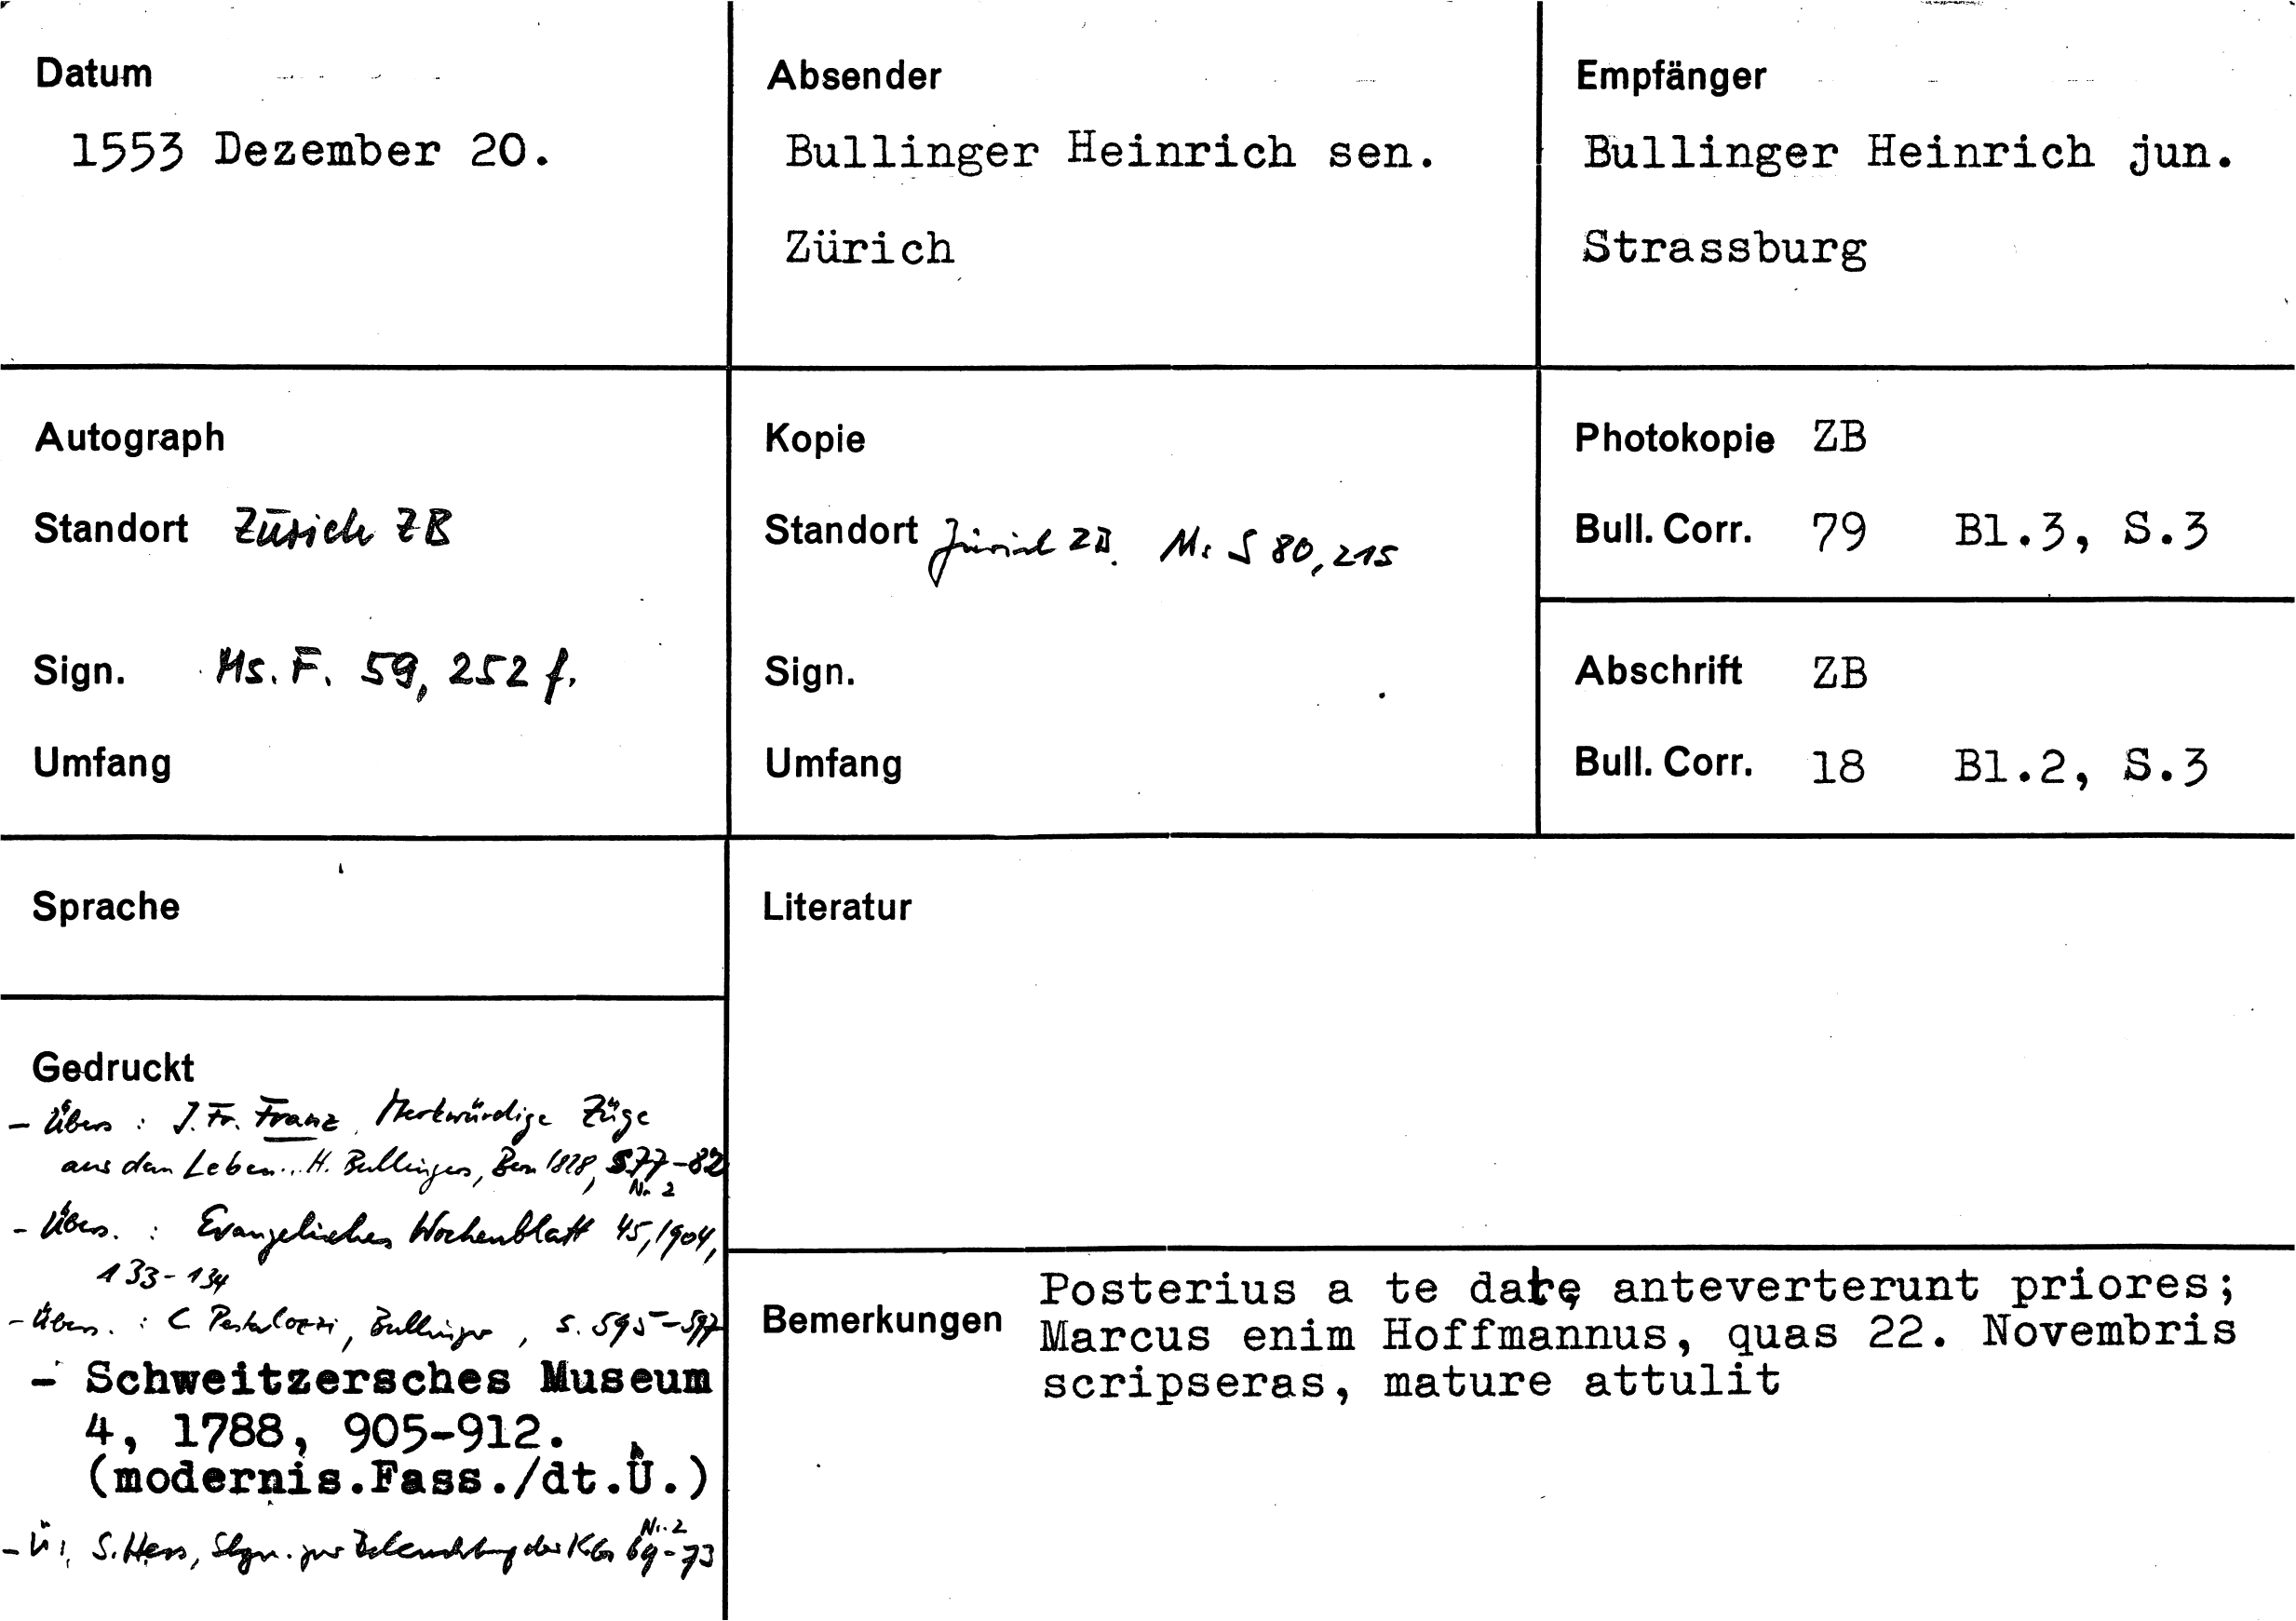 Datum
1553 Dezember 20.
Absender
Bullinger Heinrich sen.
Zürich
Empfänger
Bullinger Heinrich jun.
Strassburg
Autograph
Standort Zürich ZB
Sign. Ms. F. 59, 252 f.
Umfang
Kopie
Standort Zürich ZB. Ms S 80, 215
Sign.
Umfang
Photokopie ZB
Bull. Corr. 79 Bl.3, S.3
Abschrift ZB
Bull. Corr. 18 Bl.2, S.3
Sprache
Gedruckt
- Übers : J. Fr. Franz, Merkwürdige Züge
aus dem Leben... H. Bullingers, Bern 1828, S77-82
Nr. 2
- Übers. : Evangelisches Wochenblatt 45, 1904,
133-134
- Übers. : C Pestalozzi, Bullinger, S. 595-597
- Schweitzersches Museum
4, 1788, 905-912.
(modernis.Fass./dt.Ü.)
Nr. 2
- Ü: S. Hess, Slgn. zur Beleuchtung der KG 69-73
Literatur
Bemerkungen
Posterius a te datę anteverterunt priores;
Marcus enim Hoffmannus, quas 22. Novembris
scripseras, mature attulit